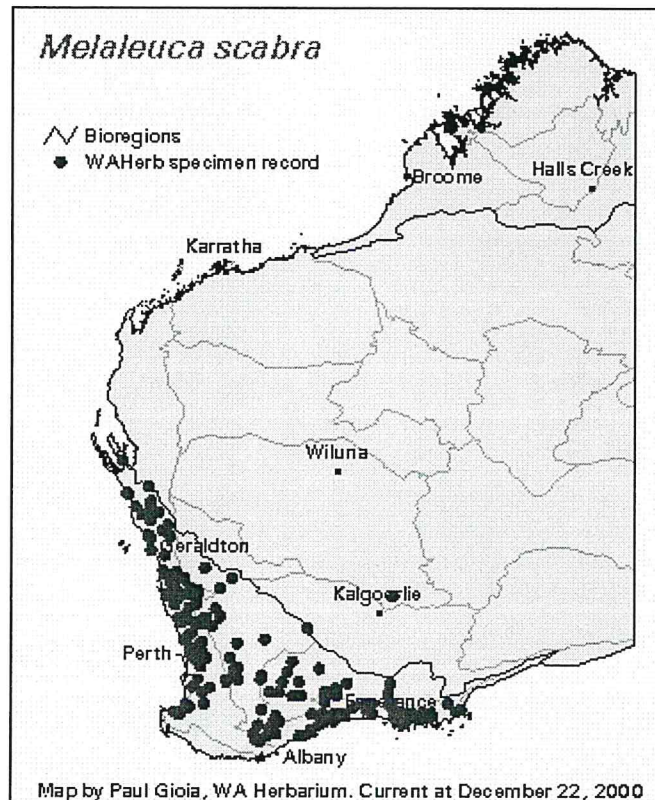 Melaleuca scabra
Bioregions
WAHerb specimen record
Broome
Halls Creek
Karratha
Wiluna
Geraldton
Kalgoorlie
Perth
Esperance
Albany
Map by Paul Gioia, WA Herbarium. Current at December 22, 2000